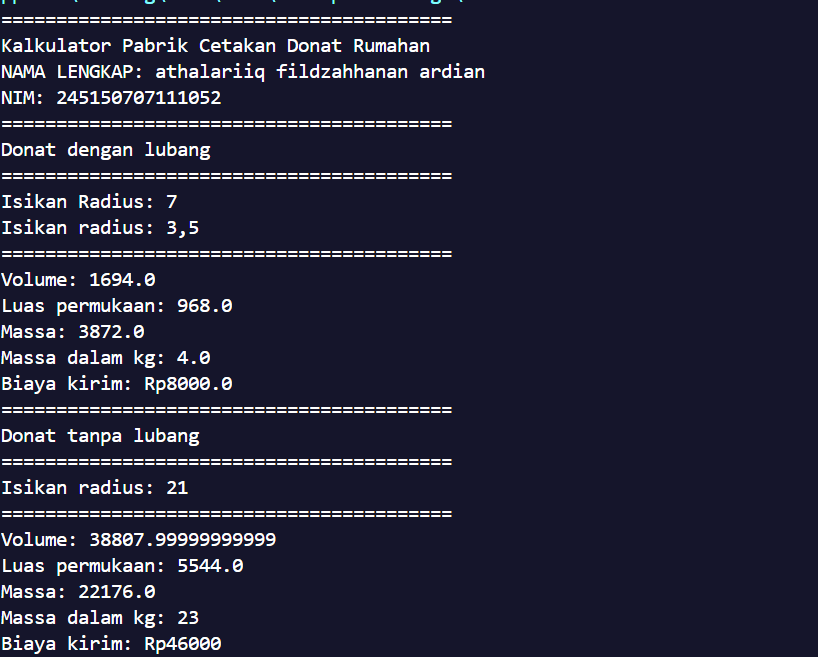 =========================================
Kalkulator Pabrik Cetakan Donat Rumahan
NAMA LENGKAP: athalariiq fildzahhanan ardian
NIM: 245150707111052
=========================================
Donat dengan lubang
=========================================
Isikan Radius: 7
Isikan radius: 3,5
=========================================
Volume: 1694.0
Luas permukaan: 968.0
Massa: 3872.0
Massa dalam kg: 4.0
Biaya kirim: Rp8000.0
=========================================
Donat tanpa lubang
=========================================
Isikan radius: 21
=========================================
Volume: 38807.99999999999
Luas permukaan: 5544.0
Massa: 22176.0
Massa dalam kg: 23
Biaya kirim: Rp46000